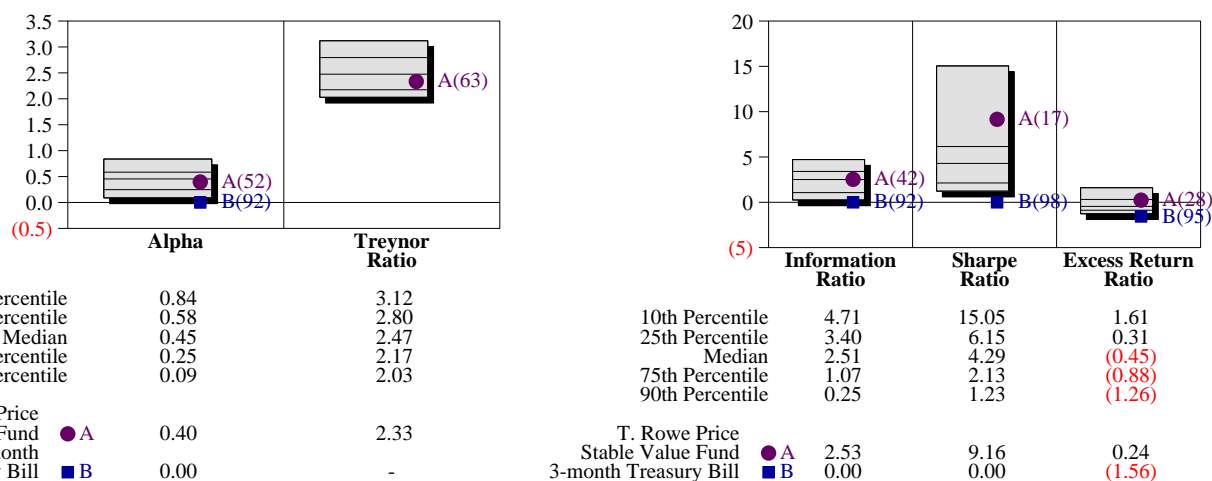 3.5
3.0
2.5
2.0
1.5
1.0
0.5
0.0
(0.5)
A(52)
B(92)
A(63)
Alpha
Treynor
Ratio
ercentile 0.84 3.12
ercentile 0.58 2.80
Median 0.45 2.47
ercentile 0.25 2.17
ercentile 0.09 2.03
Price
Fund A 0.40 2.33
onth
y Bill B 0.00 -
20
15
10
5
0
(5)
A(42)
B(92)
A(17)
B(98)
A(28)
B(95)
Information
Ratio
Sharpe
Ratio
Excess Return
Ratio
10th Percentile 4.71 15.05 1.61
25th Percentile 3.40 6.15 0.31
Median 2.51 4.29 (0.45)
75th Percentile 1.07 2.13 (0.88)
90th Percentile 0.25 1.23 (1.26)
T. Rowe Price
Stable Value Fund A 2.53 9.16 0.24
3-month Treasury Bill B 0.00 0.00 (1.56)